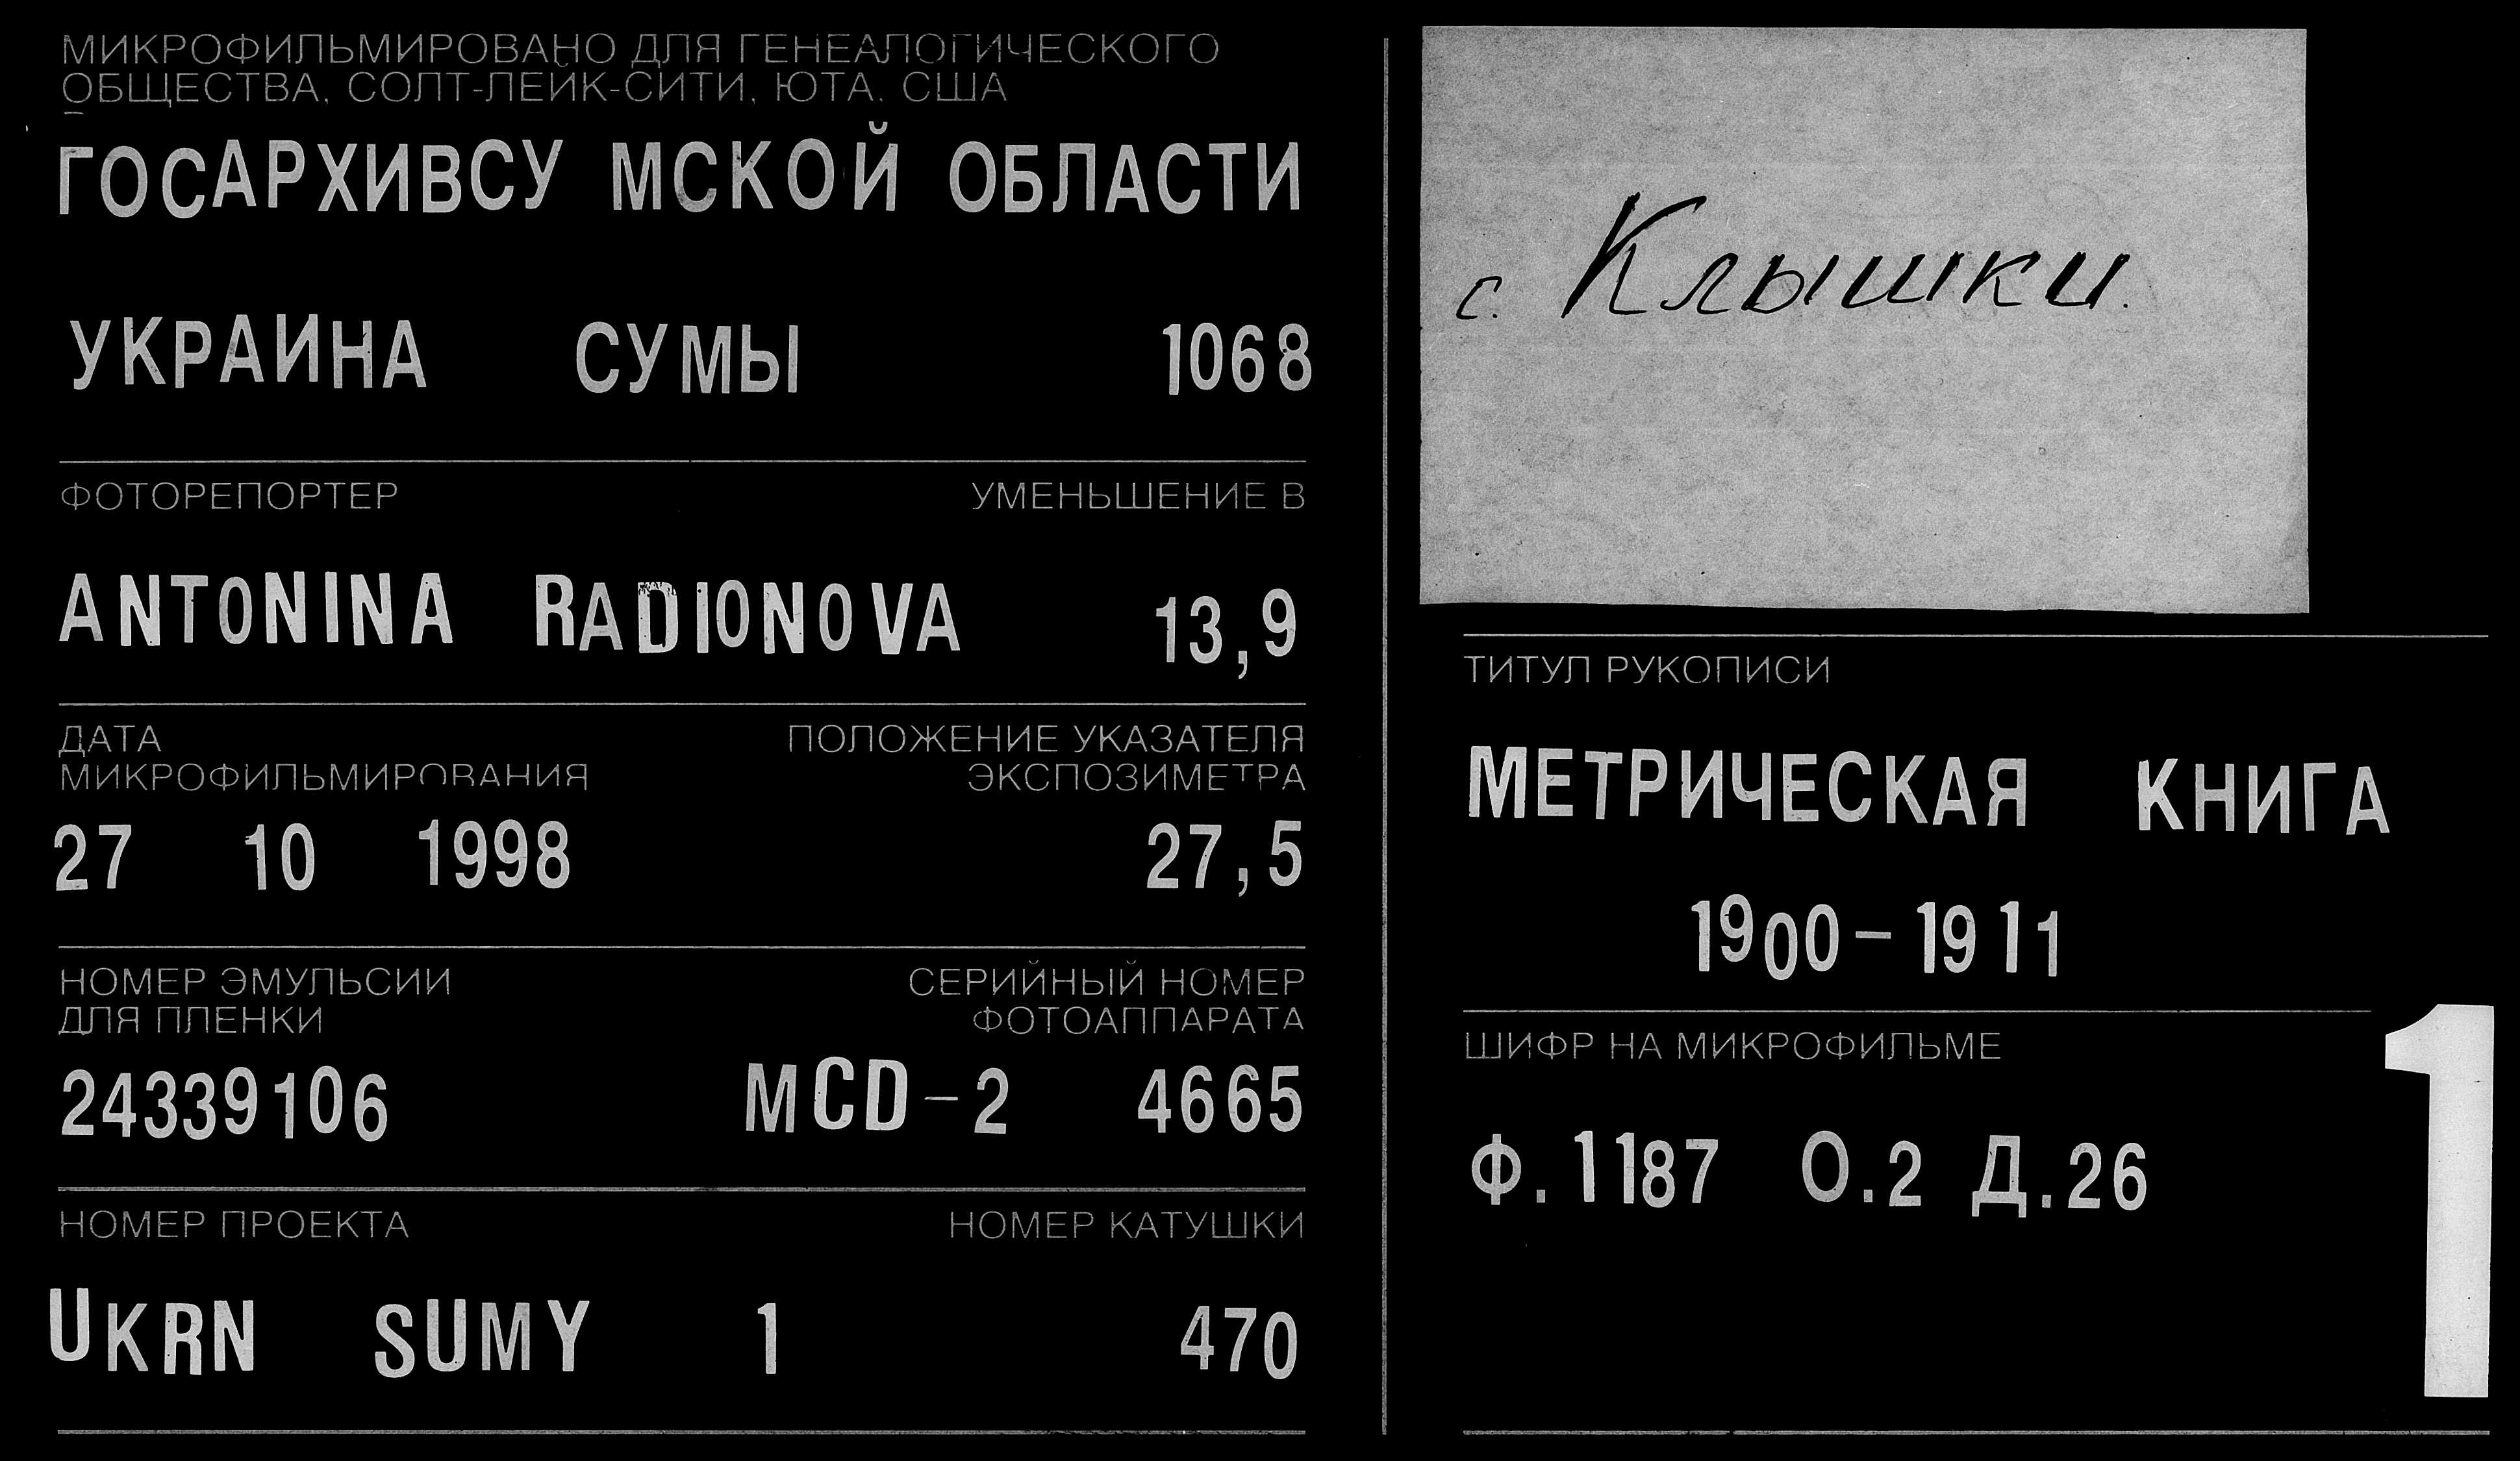 МИКРОФИЛЬМИРОВАНО ДЛЯ ГЕНЕАЛОГИЧЕСКОГО
ОБЩЕСТВА, СОЛТ-ЛЕЙК-СИТИ, ЮТА, США
ГОСАРХИВСУ МСКОЙ ОБЛАСТИ
УКРАИНА СУМЫ 1068
ФОТОРЕПОРТЕР УМЕНЬШЕНИЕ В
ANTONINA RADIONOVA 13,9
ДАТА ПОЛОЖЕНИЕ УКАЗАТЕЛЯ
МИКРОФИЛЬМИРОВАНИЯ ЭКСПОЗИМЕТРА
27 10 1998 27,5
НОМЕР ЭМУЛЬСИИ СЕРИЙНЫЙ НОМЕР
ДЛЯ ПЛЕНКИ ФОТОАППАРАТА
24339106 MCD-2 4665
НОМЕР ПРОЕКТА НОМЕР КАТУШКИ
UKRN SUMY 1 470
с. Клышки.
ТИТУЛ РУКОПИСИ
МЕТРИЧЕСКАЯ КНИГА
1900-1911
ШИФР НА МИКРОФИЛЬМЕ
Ф.1187 О.2 Д.26
1